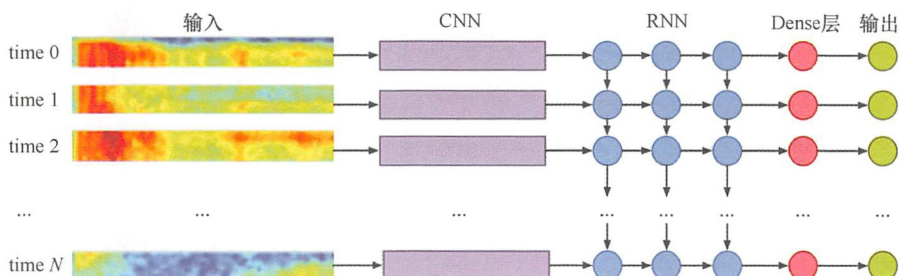 输入 CNN RNN Dense层 输出
time 0
time 1
time 2
... ... ... ... ... ... ... ...
time N